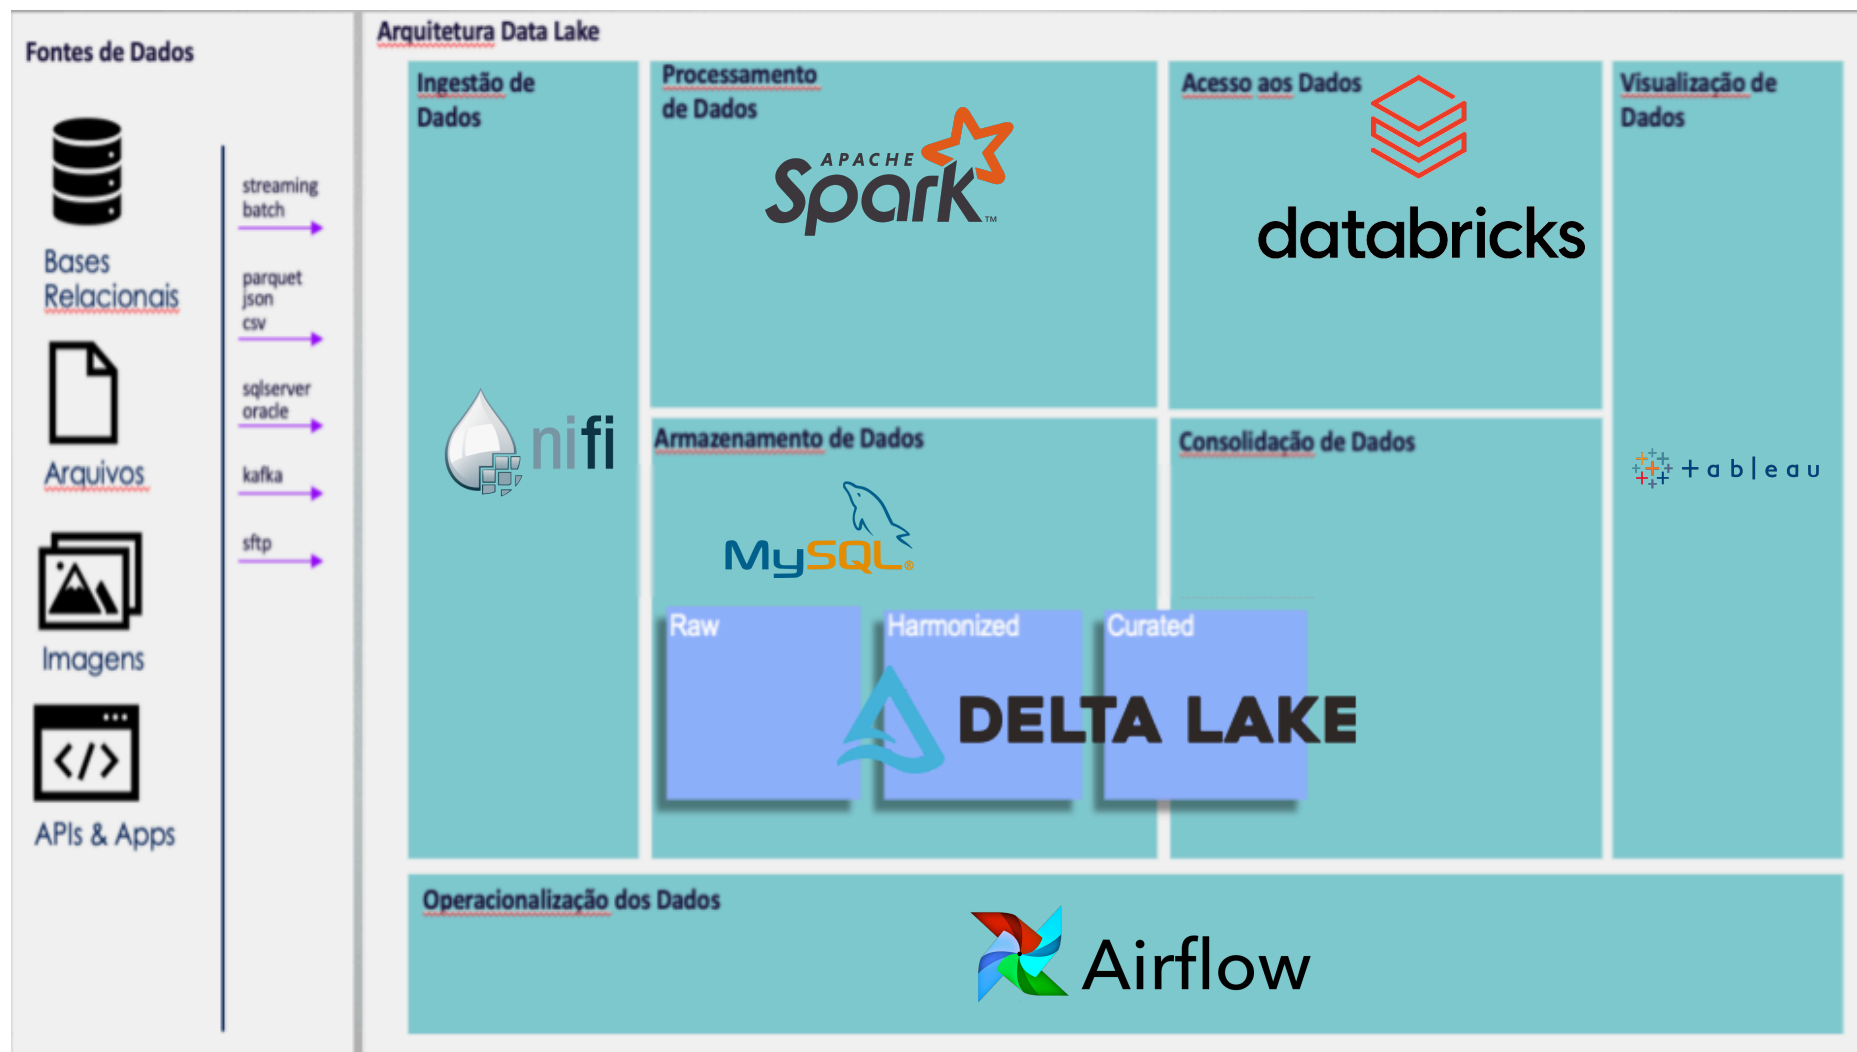 Fontes de Dados
Bases
Relacionais
Arquivos
Imagens
APIs & Apps
streaming
batch
parquet
json
csv
sqlserver
oracle
kafka
sftp
Arquitetura Data Lake
Ingestão de
Dados
nifi
Processamento
de Dados
APACHE
Spark™
Acesso aos Dados
databricks
Visualização de
Dados
+ableau
Armazenamento de Dados
MySQL®
Consolidação de Dados
Raw
Harmonized
Curated
DELTA LAKE
Operacionalização dos Dados
Airflow